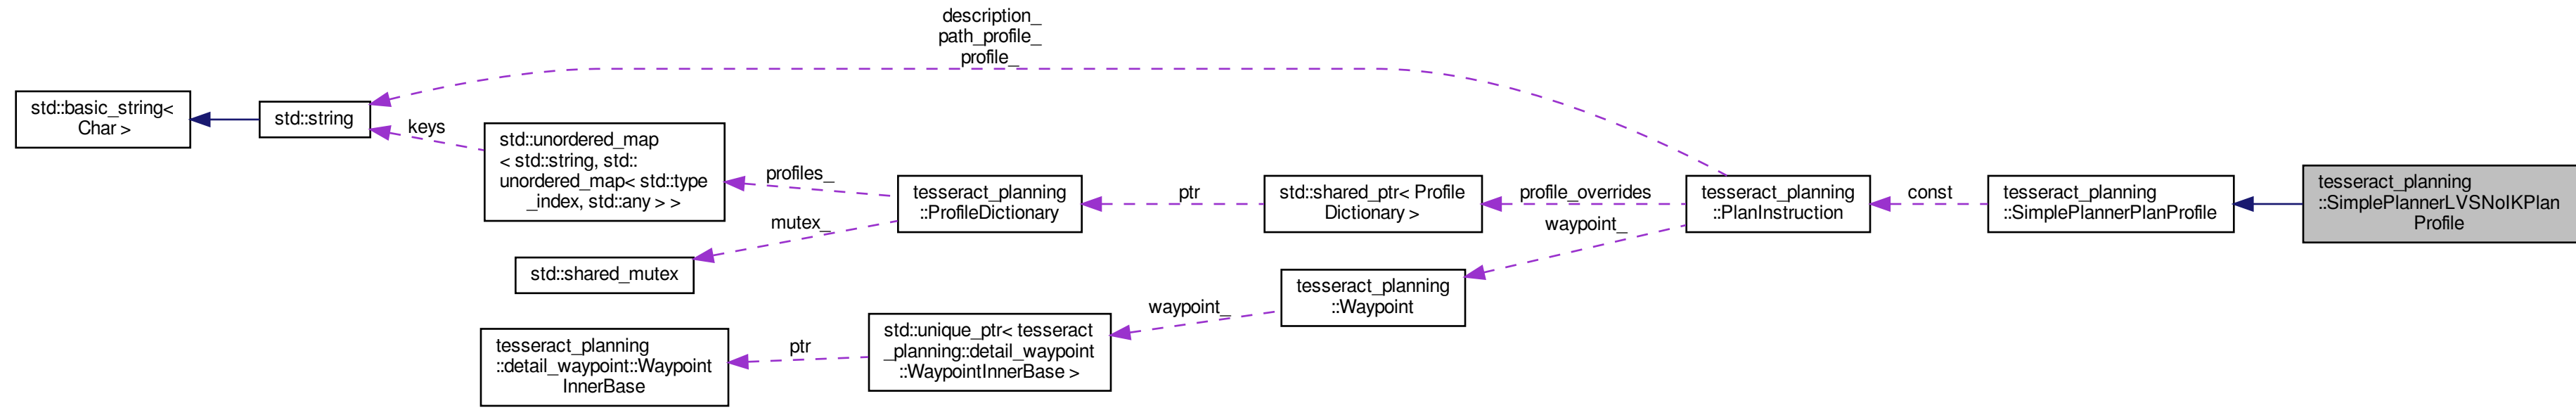 description_
path_profile_
profile_
std::basic_string<
Char >
std::string
keys
std::unordered_map
< std::string, std::
unordered_map< std::type
_index, std::any > >
profiles_
mutex_
std::shared_mutex
tesseract_planning
::ProfileDictionary
ptr
std::shared_ptr< Profile
Dictionary >
profile_overrides
waypoint_
tesseract_planning
::PlanInstruction
const
tesseract_planning
::SimplePlannerPlanProfile
tesseract_planning
::SimplePlannerLVSNoIKPlan
Profile
tesseract_planning
::Waypoint
waypoint_
std::unique_ptr< tesseract
_planning::detail_waypoint
::WaypointInnerBase >
ptr
tesseract_planning
::detail_waypoint::Waypoint
InnerBase